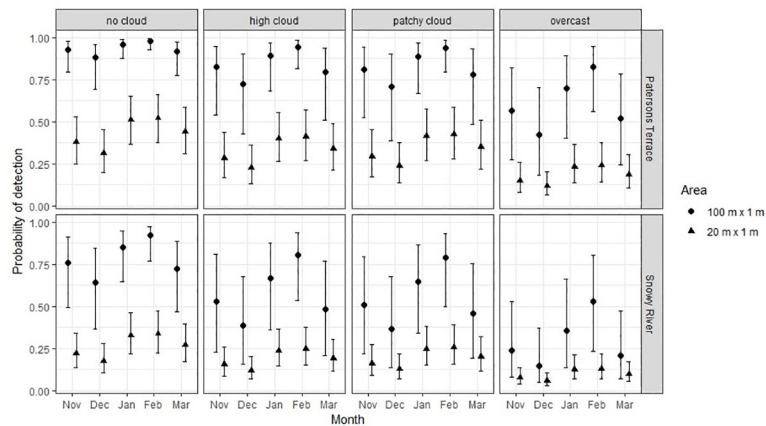 no cloud
high cloud
patchy cloud
overcast
Probability of detection
1.00
0.75
0.50
0.25
0.00
Patersons Terrace
1.00
0.75
0.50
0.25
0.00
Snowy River
Nov Dec Jan Feb Mar
Nov Dec Jan Feb Mar
Nov Dec Jan Feb Mar
Nov Dec Jan Feb Mar
Month
Area
100 m x 1 m
20 m x 1 m